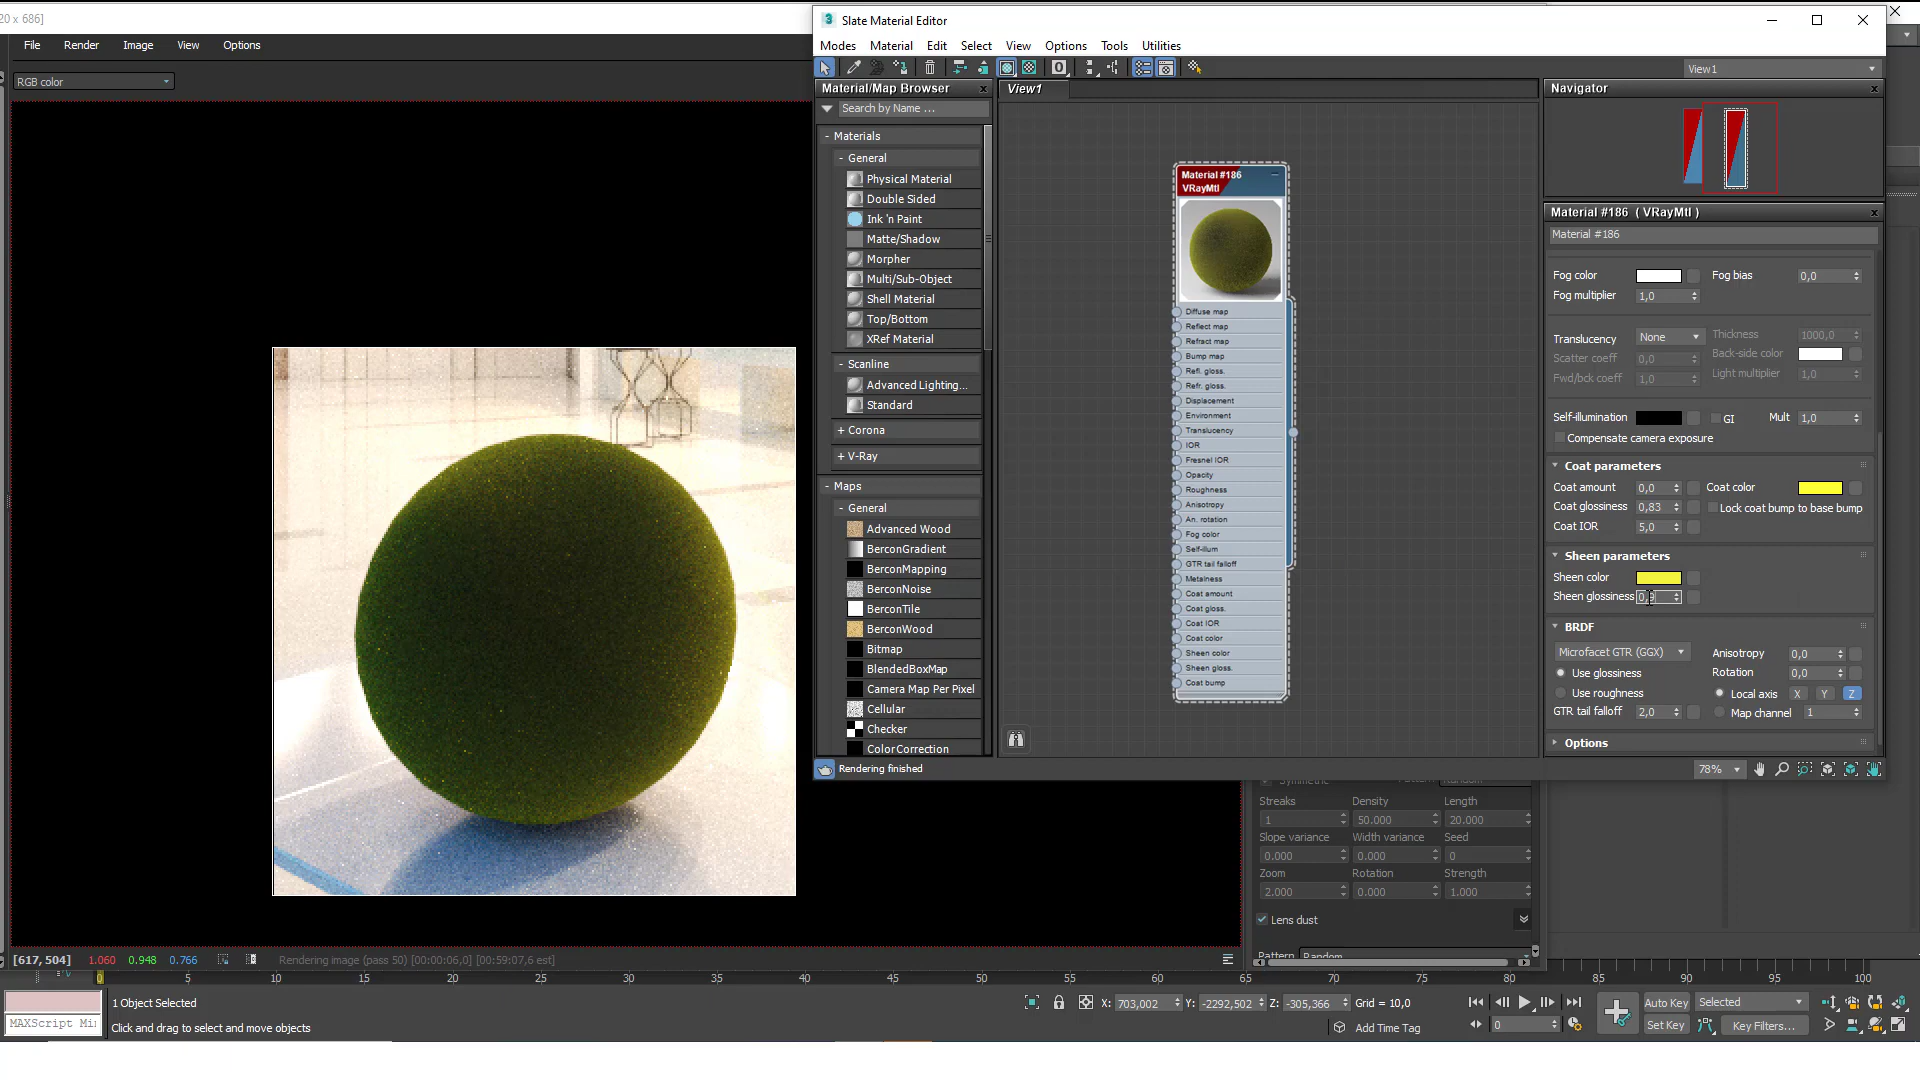 20 x 686]
File Render Image View Options
RGB color
Slate Material Editor
Modes Material Edit Select View Options Tools Utilities
View1
Material/Map Browser
Search by Name ...
- Materials
- General
Physical Material
Double Sided
Ink 'n Paint
Matte/Shadow
Morpher
Multi/Sub-Object
Shell Material
Top/Bottom
XRef Material
- Scanline
Advanced Lighting...
Standard
+ Corona
+ V-Ray
- Maps
- General
Advanced Wood
BerconGradient
BerconMapping
BerconNoise
BerconTile
BerconWood
Bitmap
BlendedBoxMap
Camera Map Per Pixel
Cellular
Checker
ColorCorrection
View1
Material #186
VRayMtl
Diffuse map
Reflect map
Refract map
Bump map
Refl. gloss.
Refr. gloss.
Displacement
Environment
Translucency
IOR
Fresnel IOR
Opacity
Roughness
Anisotropy
An. rotation
Fog color
Self-illum
GTR tail falloff
Metalness
Coat amount
Coat gloss.
Coat IOR
Coat color
Sheen color
Sheen gloss.
Coat bump
Navigator
Material #186 ( VRayMtl )
Material #186
Fog color Fog bias 0,0
Fog multiplier 1,0
Translucency None Thickness 1000,0
Scatter coeff 0,0 Back-side color
Fwd/bck coeff 1,0 Light multiplier 1,0
Self-illumination GI Mult 1,0
Compensate camera exposure
Coat parameters
Coat amount 0,0 Coat color
Coat glossiness 0,83 Lock coat bump to base bump
Coat IOR 5,0
Sheen parameters
Sheen color
Sheen glossiness 0,9
BRDF
Microfacet GTR (GGX) Anisotropy 0,0
Use glossiness Rotation 0,0
Use roughness Local axis X Y Z
GTR tail falloff 2,0 Map channel 1
Options
Rendering finished
78%
Streaks Density Length
1 50.000 20.000
Slope variance Width variance Seed
0.000 0.000 0
Zoom Rotation Strength
2.000 0.000 1.000
Lens dust
Pattern Random
[617, 504] 1.060 0.948 0.766 Rendering image (pass 50) [00:00:06,0] [00:59:07,6 est]
0 5 10 15 20 25 30 35 40 45 50 55 60 65 70 75 80 85 90 95 100
1 Object Selected
X: 703,002 Y: -2292,502 Z: -305,366 Grid = 10,0
Auto Key Selected
MAXScript Mi
Click and drag to select and move objects
Add Time Tag
0
Set Key Key Filters...